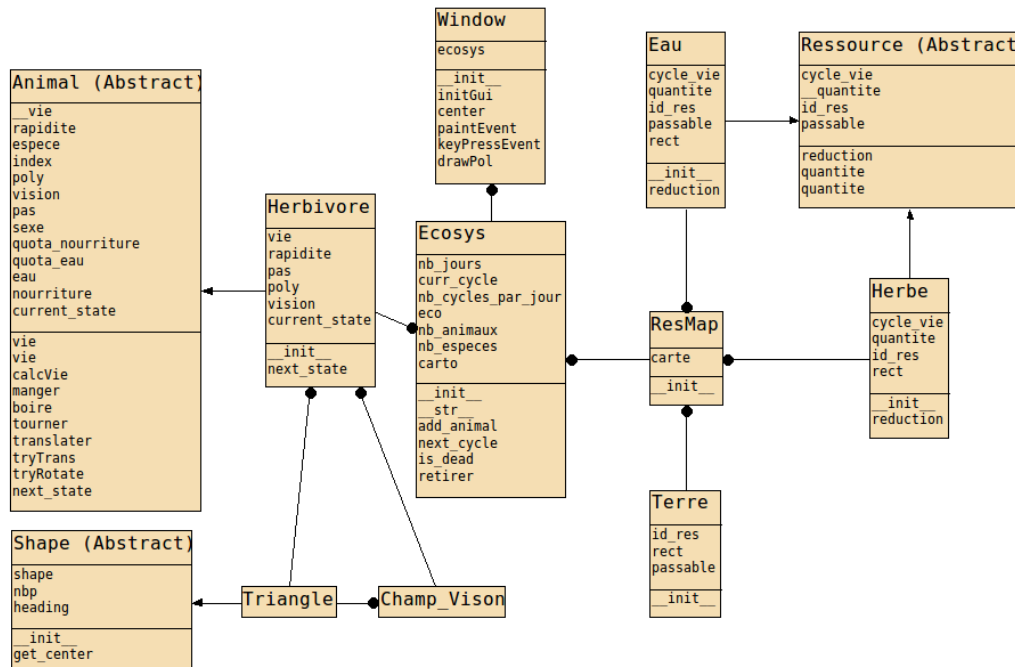 Window
ecosys
__init__
initGui
center
paintEvent
keyPressEvent
drawPol
Eau
cycle_vie
quantite
id_res
passable
rect
__init__
reduction
Ressource (Abstract
cycle_vie
__quantite
id_res
passable
reduction
quantite
quantite
Animal (Abstract)
__vie
rapidite
espece
index
poly
vision
pas
sexe
quota_nourriture
quota_eau
eau
nourriture
current_state
vie
vie
calcVie
manger
boire
tourner
translater
tryTrans
tryRotate
next_state
Herbivore
vie
rapidite
pas
poly
vision
current_state
__init__
next_state
Ecosys
nb_jours
curr_cycle
nb_cycles_par_jour
eco
nb_animaux
nb_especes
carto
__init__
__str__
add_animal
next_cycle
is_dead
retirer
ResMap
carte
__init__
Herbe
cycle_vie
quantite
id_res
rect
__init__
reduction
Terre
id_res
rect
passable
__init__
Shape (Abstract)
shape
nbp
heading
__init__
get_center
Triangle
Champ_Vison